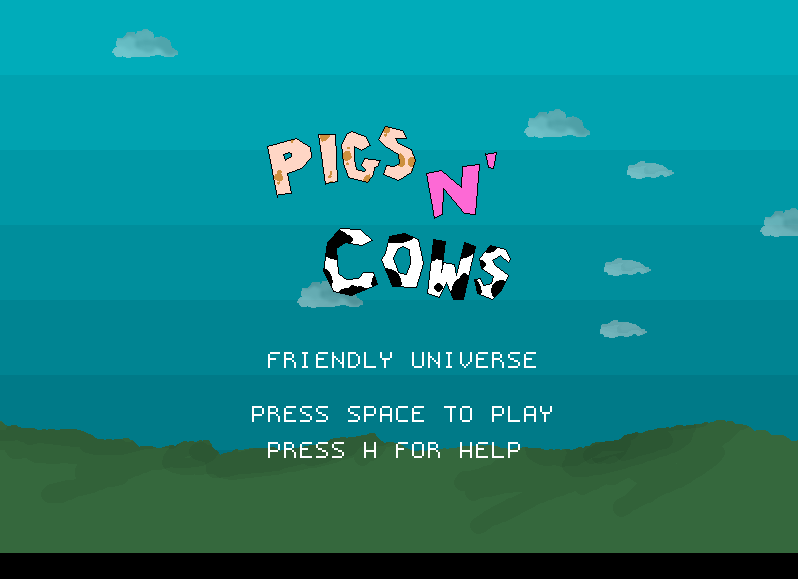 PIGS
N'
COWS
FRIENDLY UNIVERSE
PRESS SPACE TO PLAY
PRESS H FOR HELP